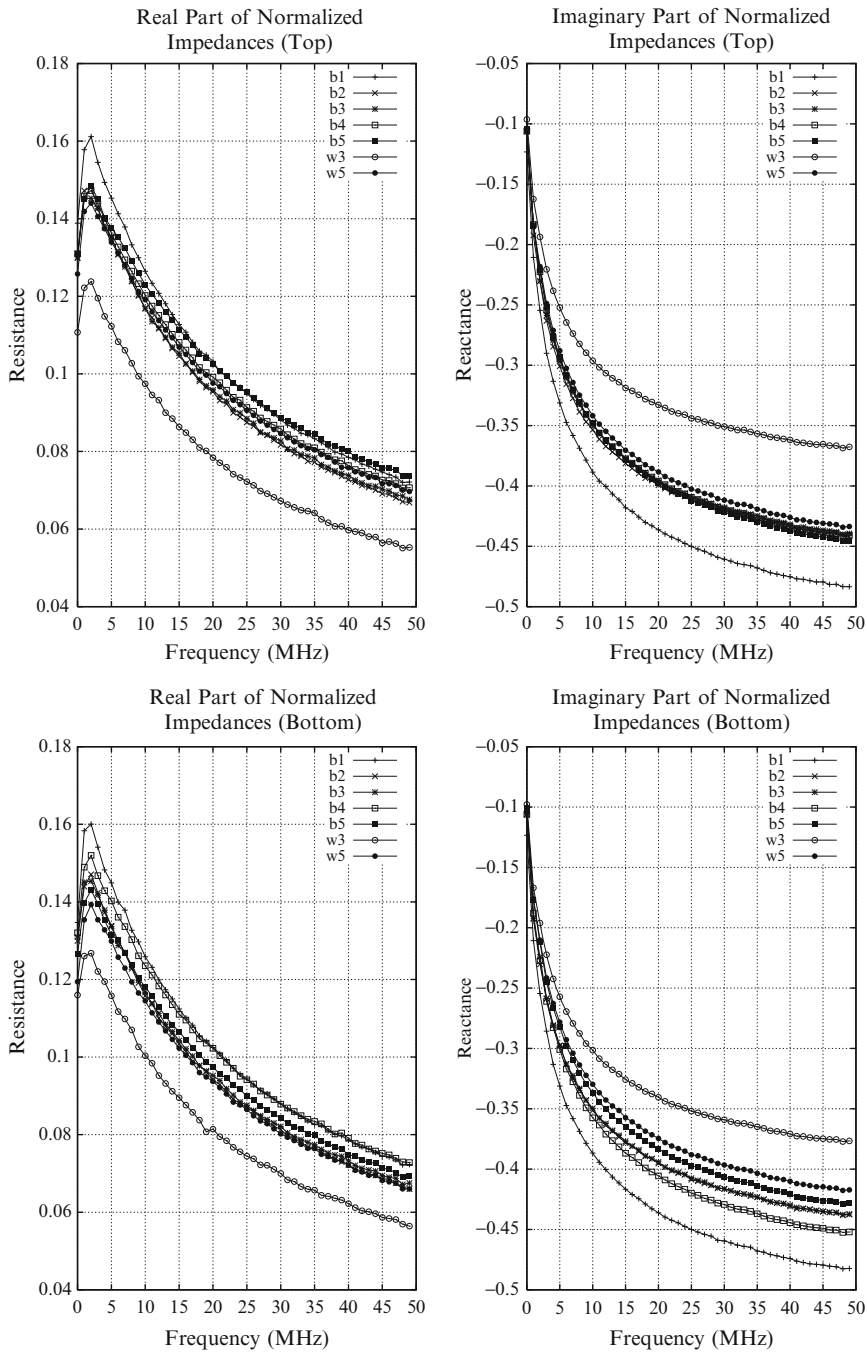 Real Part of Normalized
Impedances (Top)
0.18
0.16
0.14
0.12
0.1
0.08
0.06
0.04
Resistance
b1
b2
b3
b4
b5
w3
w5
0 5 10 15 20 25 30 35 40 45 50
Frequency (MHz)
Imaginary Part of Normalized
Impedances (Top)
−0.05
−0.1
−0.15
−0.2
−0.25
−0.3
−0.35
−0.4
−0.45
−0.5
Reactance
b1
b2
b3
b4
b5
w3
w5
0 5 10 15 20 25 30 35 40 45 50
Frequency (MHz)
Real Part of Normalized
Impedances (Bottom)
0.18
0.16
0.14
0.12
0.1
0.08
0.06
0.04
Resistance
b1
b2
b3
b4
b5
w3
w5
0 5 10 15 20 25 30 35 40 45 50
Frequency (MHz)
Imaginary Part of Normalized
Impedances (Bottom)
−0.05
−0.1
−0.15
−0.2
−0.25
−0.3
−0.35
−0.4
−0.45
−0.5
Reactance
b1
b2
b3
b4
b5
w3
w5
0 5 10 15 20 25 30 35 40 45 50
Frequency (MHz)